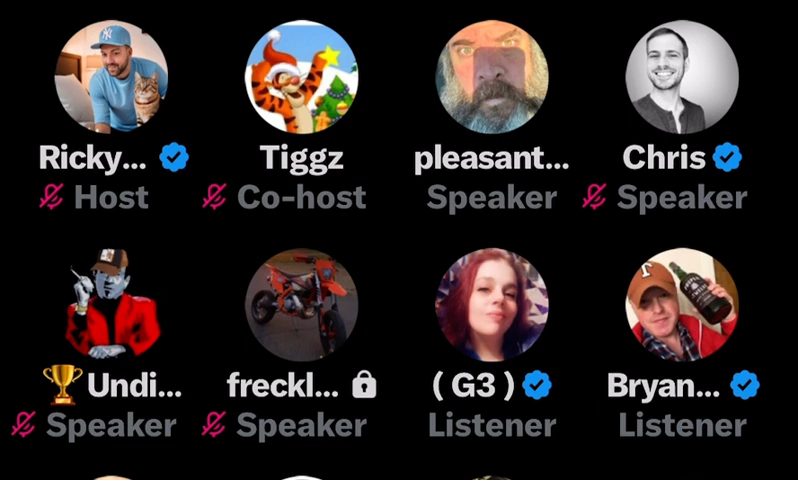 Ricky... Tiggz pleasant... Chris
Host Co-host Speaker Speaker
Undi... freckl... ( G3 ) Bryan...
Speaker Speaker Listener Listener